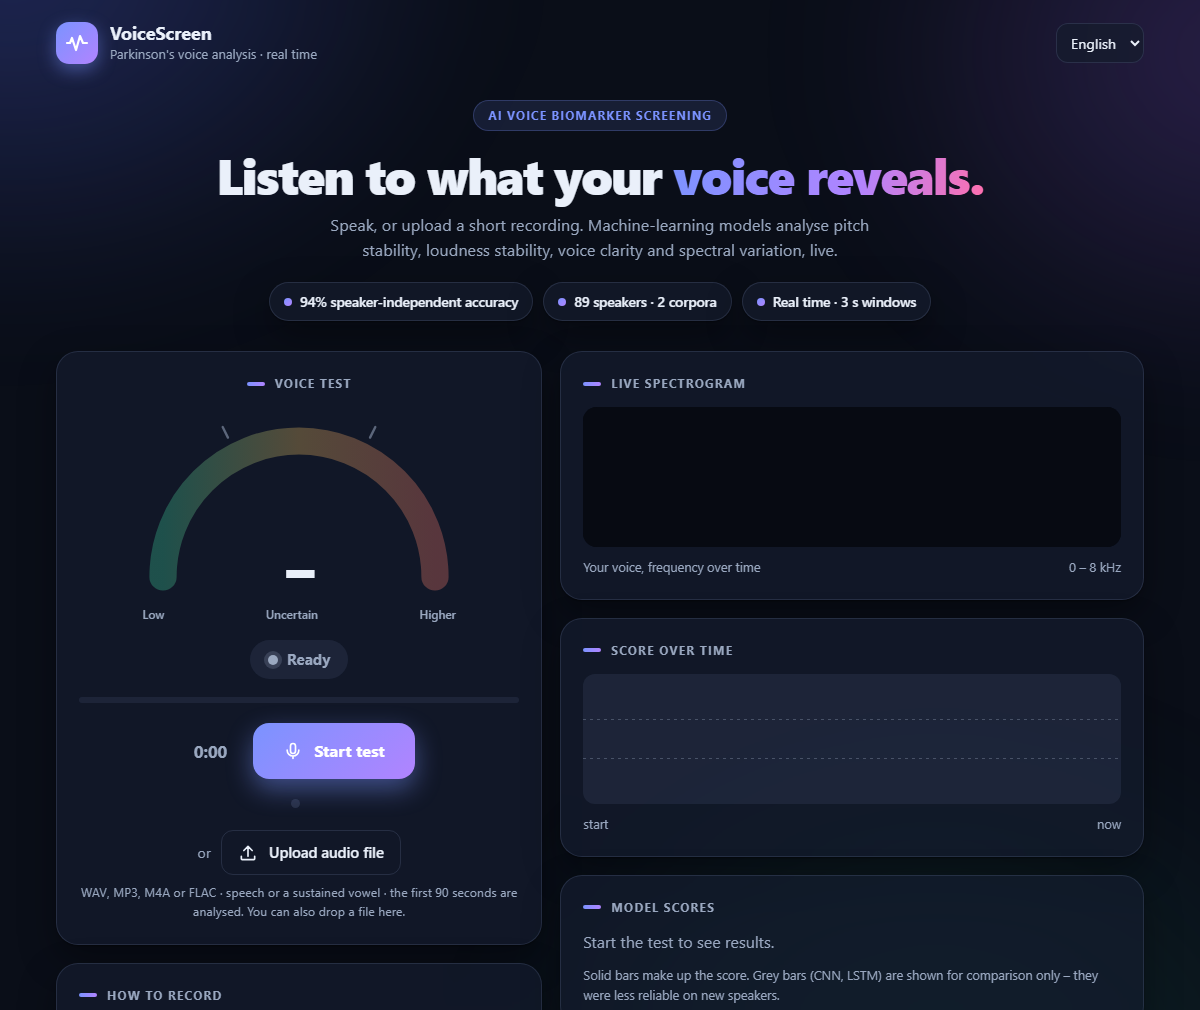 VoiceScreen
Parkinson's voice analysis · real time
English
AI VOICE BIOMARKER SCREENING
Listen to what your voice reveals.
Speak, or upload a short recording. Machine-learning models analyse pitch
stability, loudness stability, voice clarity and spectral variation, live.
94% speaker-independent accuracy
89 speakers · 2 corpora
Real time · 3 s windows
VOICE TEST
–
Low
Uncertain
Higher
Ready
0:00
Start test
or
Upload audio file
WAV, MP3, M4A or FLAC · speech or a sustained vowel · the first 90 seconds are
analysed. You can also drop a file here.
HOW TO RECORD
LIVE SPECTROGRAM
Your voice, frequency over time
0 – 8 kHz
SCORE OVER TIME
start
now
MODEL SCORES
Start the test to see results.
Solid bars make up the score. Grey bars (CNN, LSTM) are shown for comparison only – they
were less reliable on new speakers.